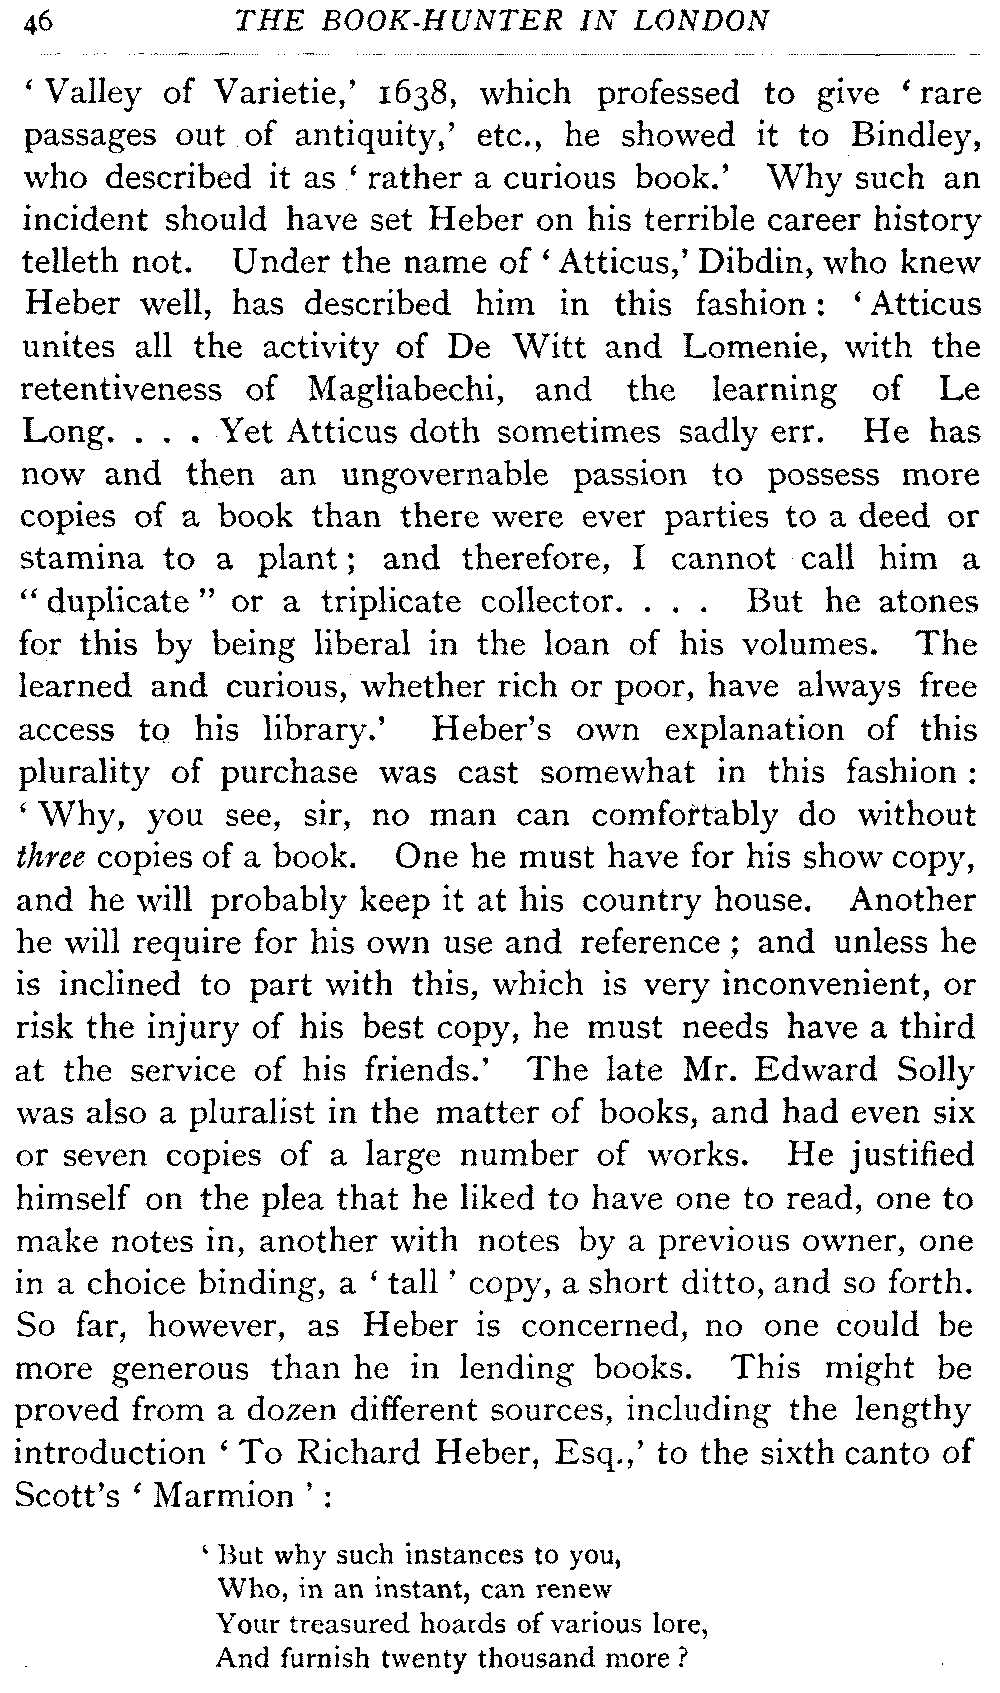 46 THE BOOK-HUNTER IN LONDON
‘Valley of Varietie,’ 1638, which professed to give ‘rare
passages out of antiquity,’ etc., he showed it to Bindley,
who described it as ‘rather a curious book.’ Why such an
incident should have set Heber on his terrible career history
telleth not. Under the name of ‘Atticus,’ Dibdin, who knew
Heber well, has described him in this fashion: ‘Atticus
unites all the activity of De Witt and Lomenie, with the
retentiveness of Magliabechi, and the learning of Le
Long. . . . Yet Atticus doth sometimes sadly err. He has
now and then an ungovernable passion to possess more
copies of a book than there were ever parties to a deed or
stamina to a plant; and therefore, I cannot call him a
“duplicate” or a triplicate collector. . . . But he atones
for this by being liberal in the loan of his volumes. The
learned and curious, whether rich or poor, have always free
access to his library.’ Heber's own explanation of this
plurality of purchase was cast somewhat in this fashion:
‘Why, you see, sir, no man can comfortably do without
three copies of a book. One he must have for his show copy,
and he will probably keep it at his country house. Another
he will require for his own use and reference; and unless he
is inclined to part with this, which is very inconvenient, or
risk the injury of his best copy, he must needs have a third
at the service of his friends.’ The late Mr. Edward Solly
was also a pluralist in the matter of books, and had even six
or seven copies of a large number of works. He justified
himself on the plea that he liked to have one to read, one to
make notes in, another with notes by a previous owner, one
in a choice binding, a ‘tall’ copy, a short ditto, and so forth.
So far, however, as Heber is concerned, no one could be
more generous than he in lending books. This might be
proved from a dozen different sources, including the lengthy
introduction ‘To Richard Heber, Esq.,’ to the sixth canto of
Scott's ‘Marmion’:
‘But why such instances to you,
Who, in an instant, can renew
Your treasured hoards of various lore,
And furnish twenty thousand more?